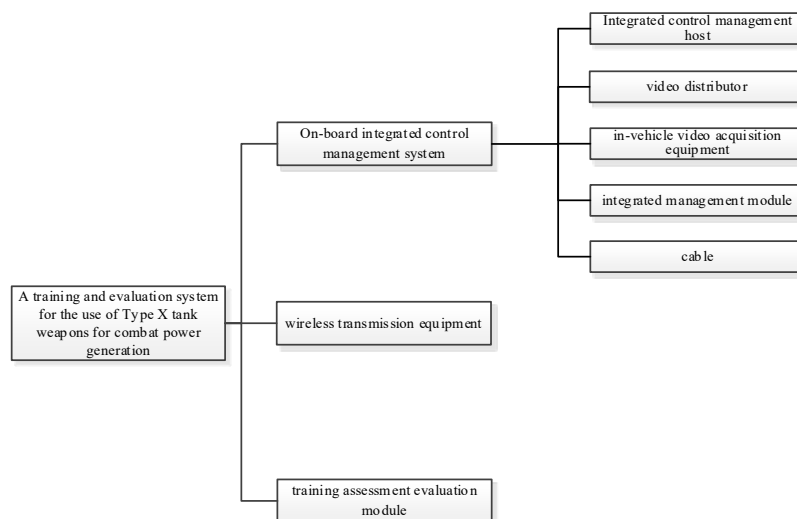 Integrated control management
host
video distributor
On-board integrated control
management system
in-vehicle video acquisition
equipment
integrated management module
cable
A training and evaluation system
for the use of Type X tank
weapons for combat power
generation
wireless transmission equipment
training assessment evaluation
module